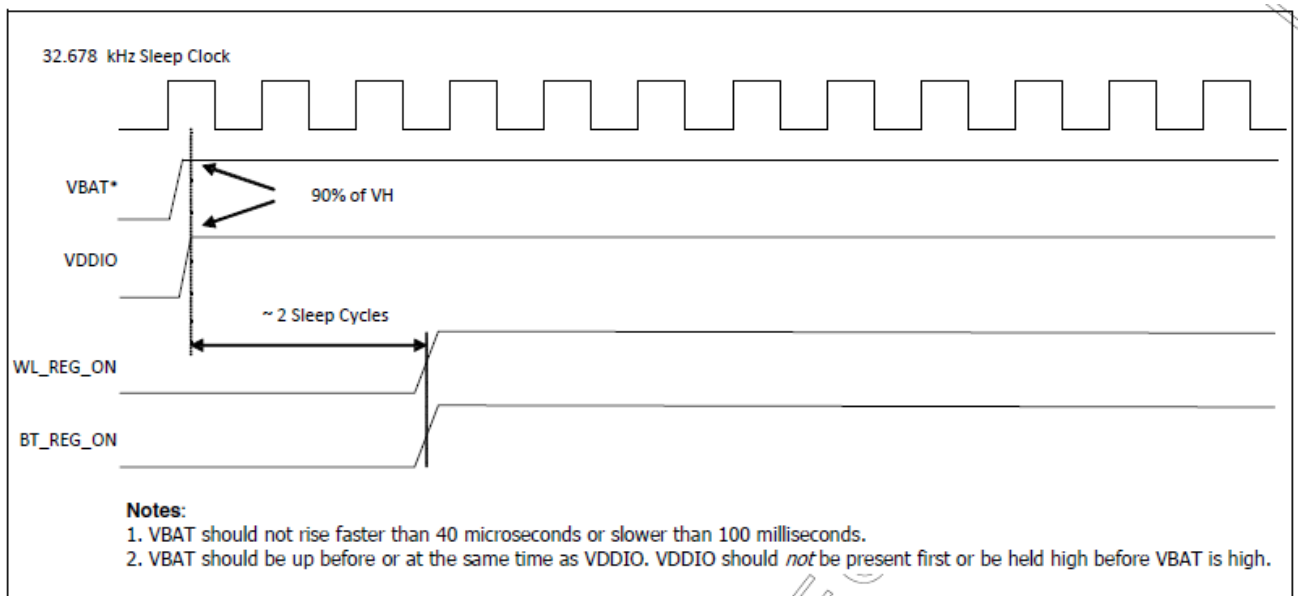 32.678 kHz Sleep Clock
VBAT*
90% of VH
VDDIO
~ 2 Sleep Cycles
WL_REG_ON
BT_REG_ON
Notes:
1. VBAT should not rise faster than 40 microseconds or slower than 100 milliseconds.
2. VBAT should be up before or at the same time as VDDIO. VDDIO should not be present first or be held high before VBAT is high.